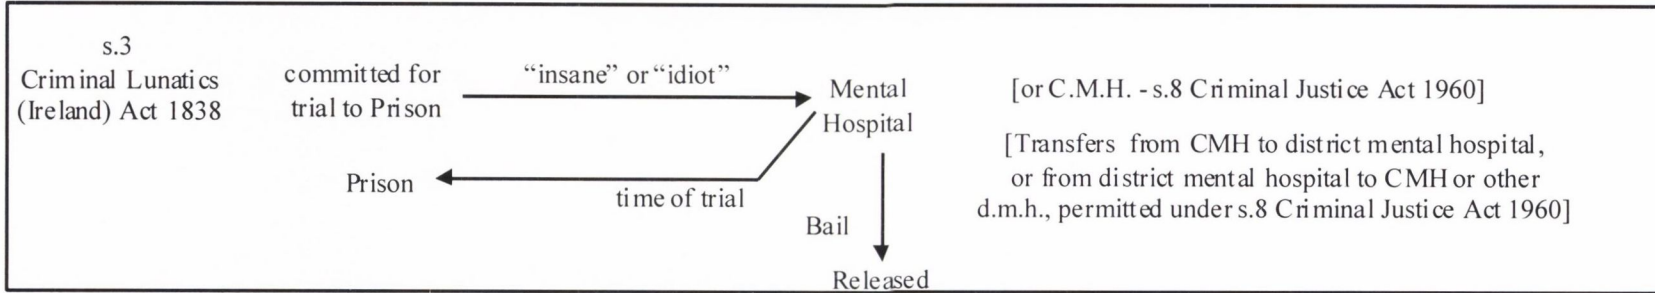 s.3
Criminal Lunatics
(Ireland) Act 1838
committed for
trial to Prison
“insane” or “idiot”
Mental
Hospital
[or C.M.H. - s.8 Criminal Justice Act 1960]
[Transfers from CMH to district mental hospital,
or from district mental hospital to CMH or other
d.m.h., permitted under s.8 Criminal Justice Act 1960]
Prison
time of trial
Bail
Released